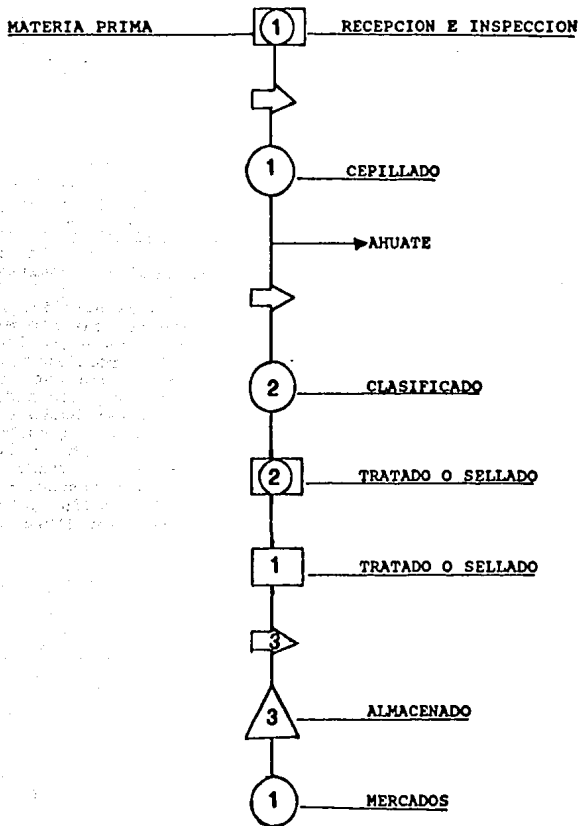 MATERIA PRIMA 1 RECEPCION E INSPECCION
1 CEPILLADO
AHUATE
2 CLASIFICADO
2 TRATADO O SELLADO
1 TRATADO O SELLADO
3
3 ALMACENADO
1 MERCADOS